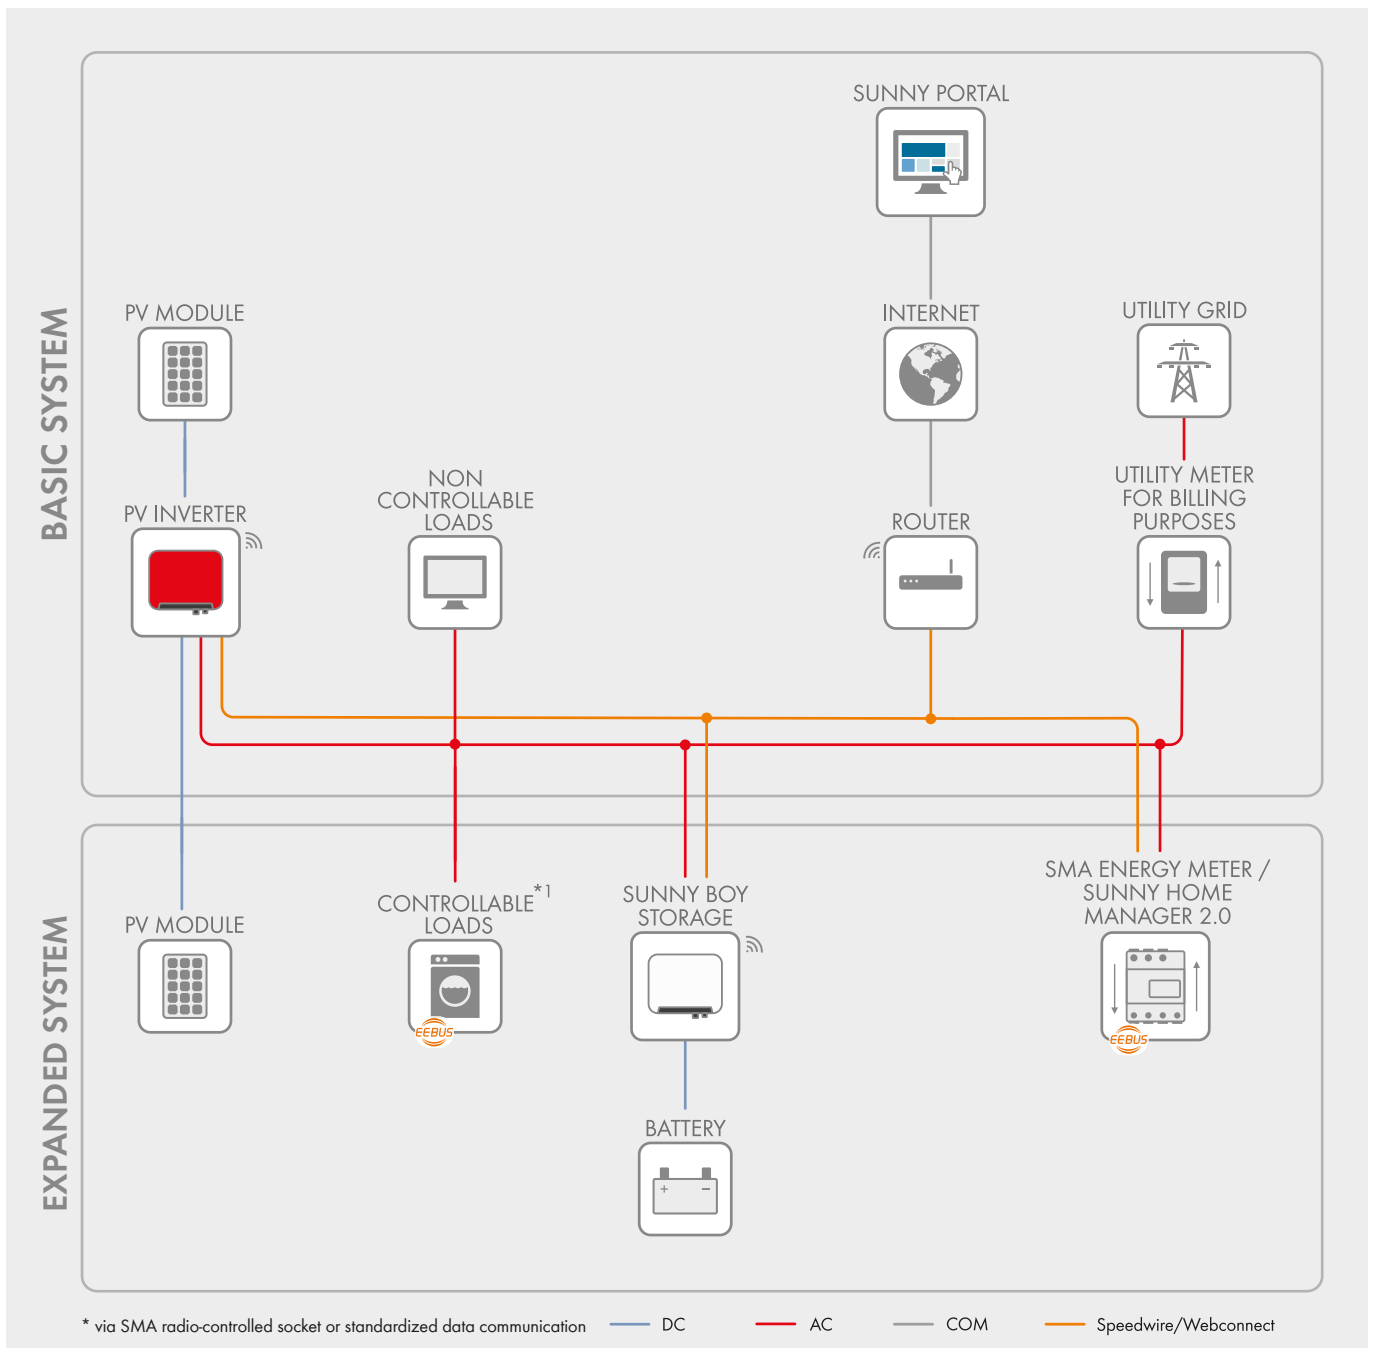 BASIC SYSTEM
SUNNY PORTAL
PV MODULE
INTERNET
UTILITY GRID
NON
CONTROLLABLE
LOADS
UTILITY METER
FOR BILLING
PURPOSES
PV INVERTER
ROUTER
EXPANDED SYSTEM
PV MODULE
CONTROLLABLE*1
LOADS
EEBUS
SUNNY BOY
STORAGE
SMA ENERGY METER /
SUNNY HOME
MANAGER 2.0
EEBUS
BATTERY
+ −
* via SMA radio-controlled socket or standardized data communication
DC
AC
COM
Speedwire/Webconnect